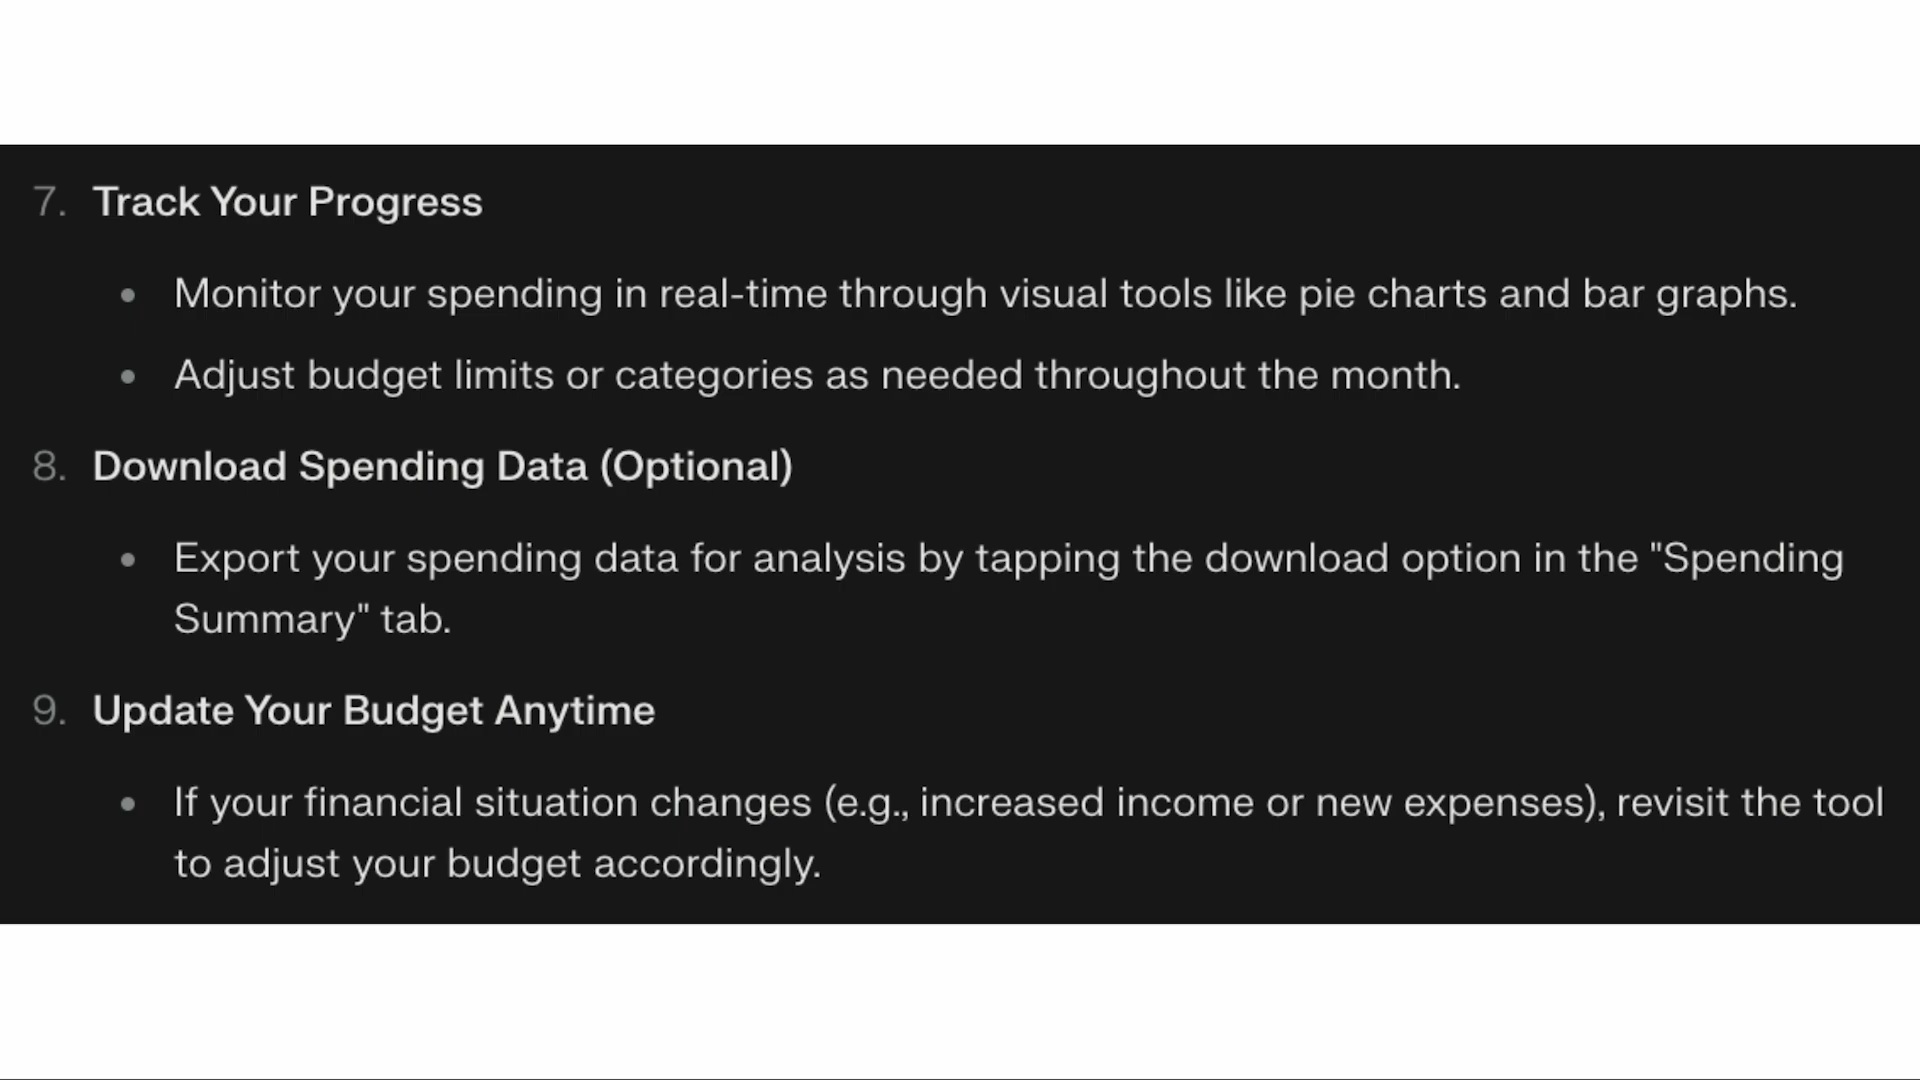 7. Track Your Progress
• Monitor your spending in real-time through visual tools like pie charts and bar graphs.
• Adjust budget limits or categories as needed throughout the month.
8. Download Spending Data (Optional)
• Export your spending data for analysis by tapping the download option in the "Spending
Summary" tab.
9. Update Your Budget Anytime
• If your financial situation changes (e.g., increased income or new expenses), revisit the tool
to adjust your budget accordingly.